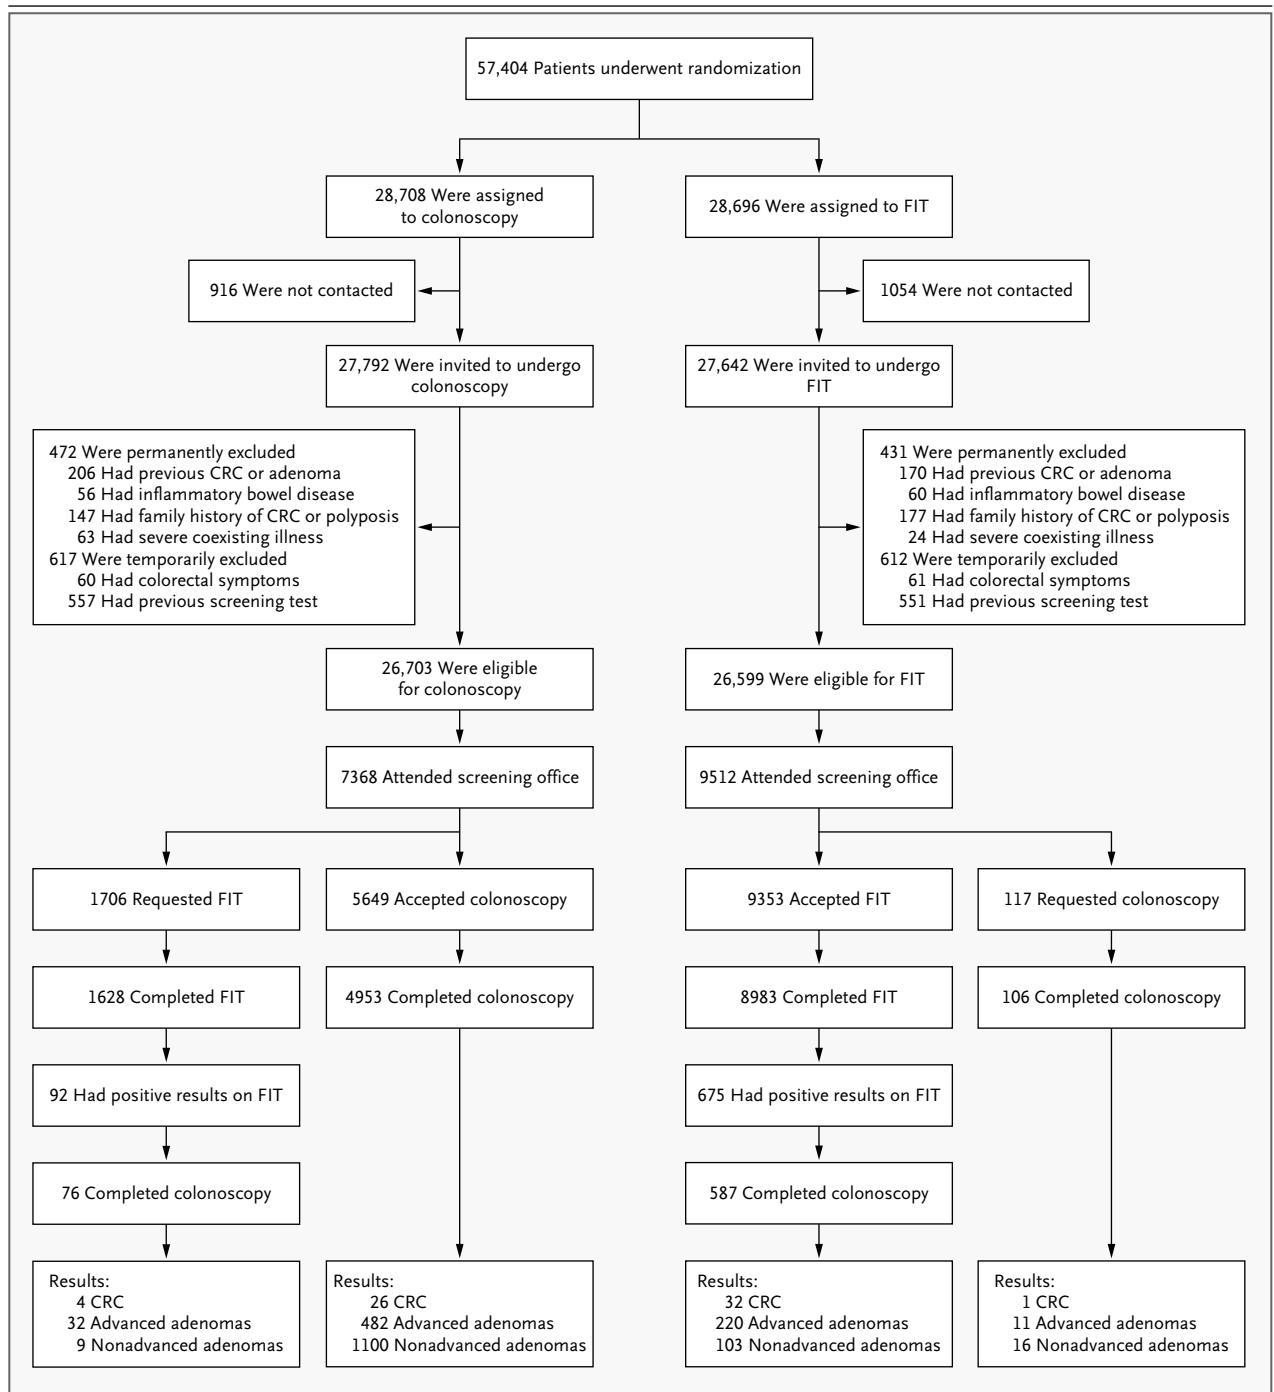 57,404 Patients underwent randomization
28,708 Were assigned
to colonoscopy
28,696 Were assigned to FIT
916 Were not contacted
1054 Were not contacted
27,792 Were invited to undergo
colonoscopy
27,642 Were invited to undergo
FIT
472 Were permanently excluded
206 Had previous CRC or adenoma
56 Had inflammatory bowel disease
147 Had family history of CRC or polyposis
63 Had severe coexisting illness
617 Were temporarily excluded
60 Had colorectal symptoms
557 Had previous screening test
431 Were permanently excluded
170 Had previous CRC or adenoma
60 Had inflammatory bowel disease
177 Had family history of CRC or polyposis
24 Had severe coexisting illness
612 Were temporarily excluded
61 Had colorectal symptoms
551 Had previous screening test
26,703 Were eligible
for colonoscopy
26,599 Were eligible for FIT
7368 Attended screening office
9512 Attended screening office
1706 Requested FIT
5649 Accepted colonoscopy
9353 Accepted FIT
117 Requested colonoscopy
1628 Completed FIT
4953 Completed colonoscopy
8983 Completed FIT
106 Completed colonoscopy
92 Had positive results on FIT
675 Had positive results on FIT
76 Completed colonoscopy
587 Completed colonoscopy
Results:
4 CRC
32 Advanced adenomas
9 Nonadvanced adenomas
Results:
26 CRC
482 Advanced adenomas
1100 Nonadvanced adenomas
Results:
32 CRC
220 Advanced adenomas
103 Nonadvanced adenomas
Results:
1 CRC
11 Advanced adenomas
16 Nonadvanced adenomas